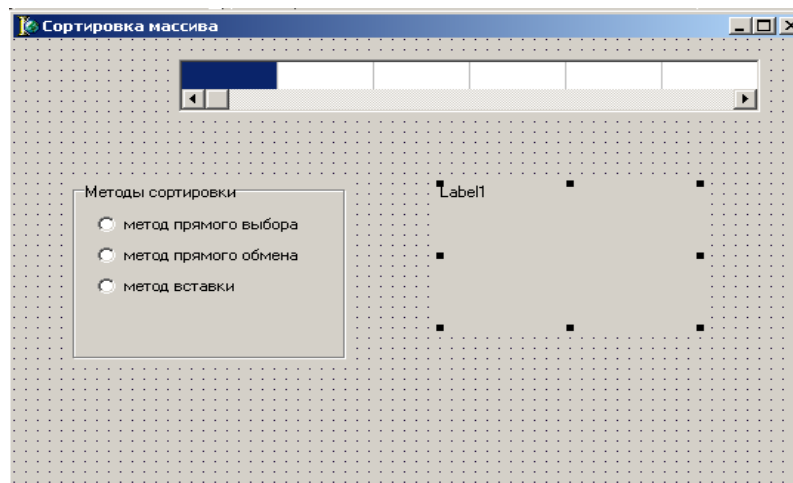 Сортировка массива
Методы сортировки
Label1
метод прямого выбора
метод прямого обмена
метод вставки